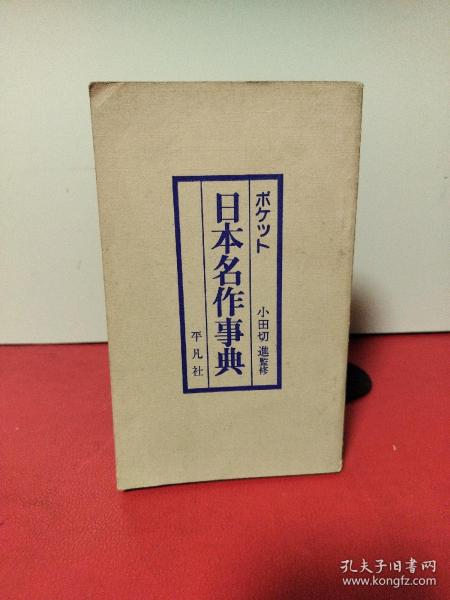 ポケット
日本名作事典
小田切 進 監修
平凡社
孔夫子旧书网
www.kongfz.com